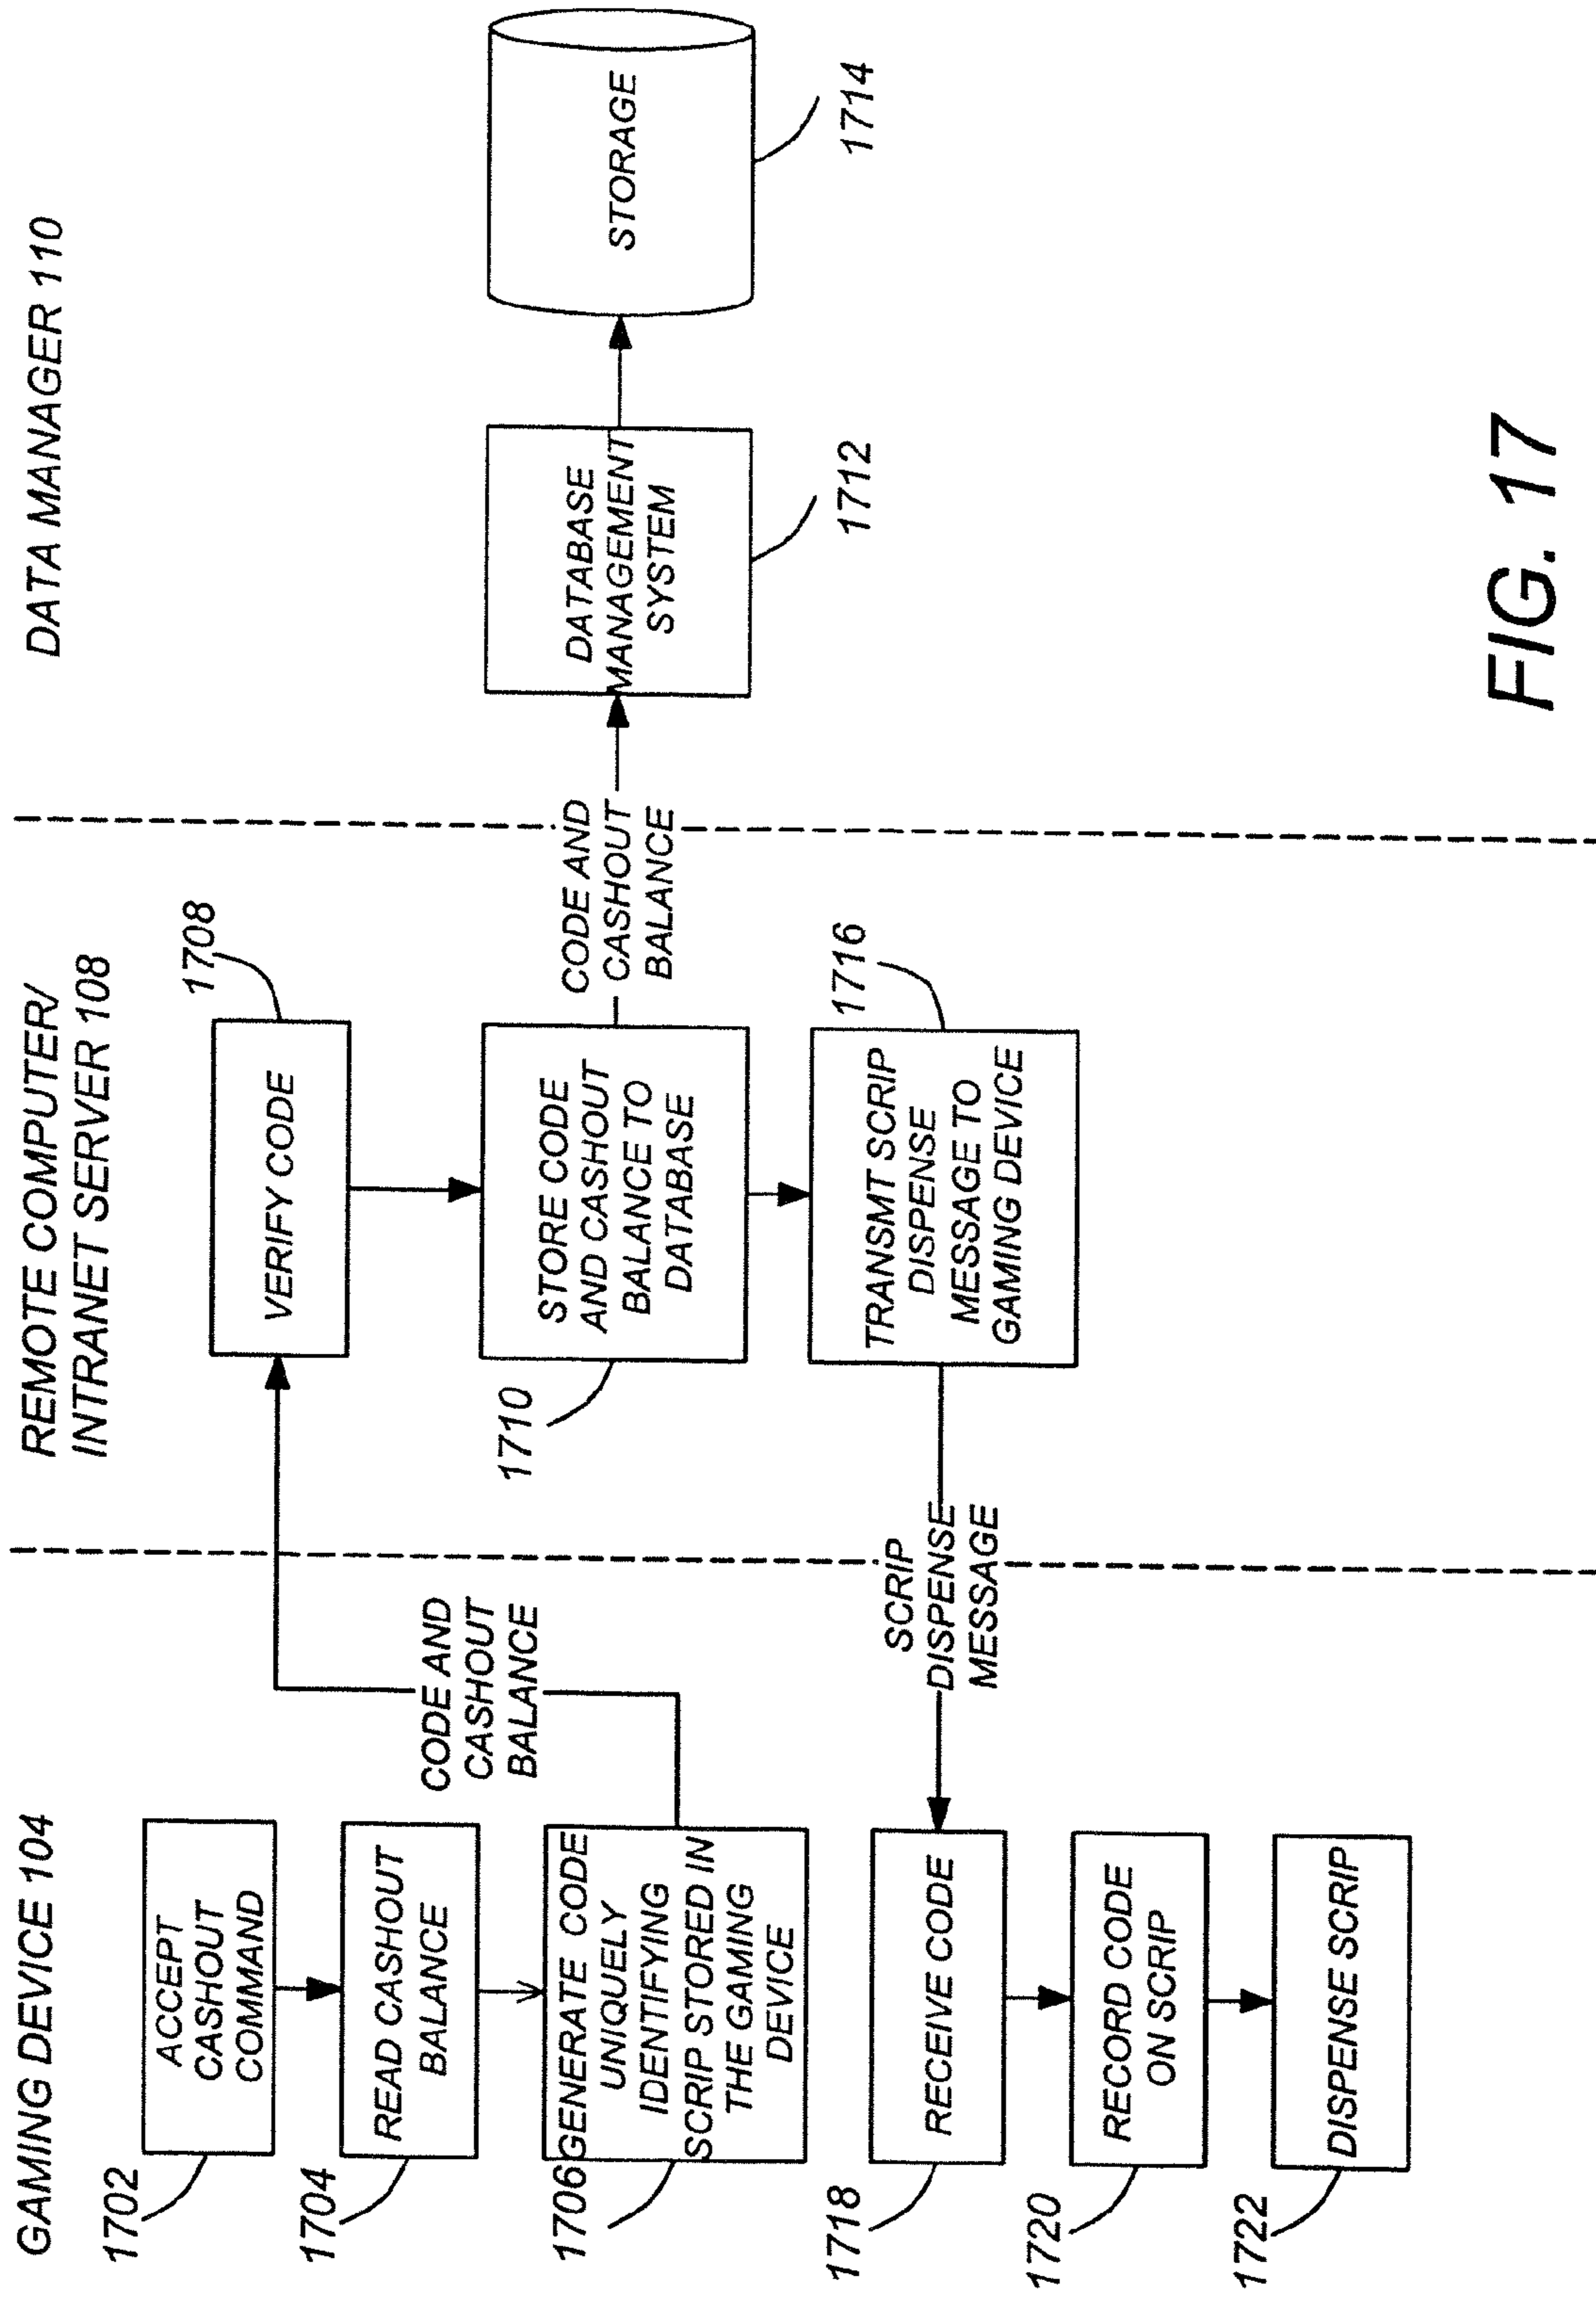 GAMING DEVICE 104
REMOTE COMPUTER/
INTRANET SERVER 108
DATA MANAGER 110
1702
ACCEPT
CASHOUT
COMMAND
1704
READ CASHOUT
BALANCE
1706
GENERATE CODE
UNIQUELY
IDENTIFYING
SCRIP STORED IN
THE GAMING
DEVICE
CODE AND
CASHOUT
BALANCE
1708
VERIFY CODE
1710
STORE CODE
AND CASHOUT
BALANCE TO
DATABASE
CODE AND
CASHOUT
BALANCE
DATABASE
MANAGEMENT
SYSTEM
1712
STORAGE
1714
1716
TRANSMT SCRIP
DISPENSE
MESSAGE TO
GAMING DEVICE
SCRIP
DISPENSE
MESSAGE
1718
RECEIVE CODE
1720
RECORD CODE
ON SCRIP
1722
DISPENSE SCRIP
FIG. 17